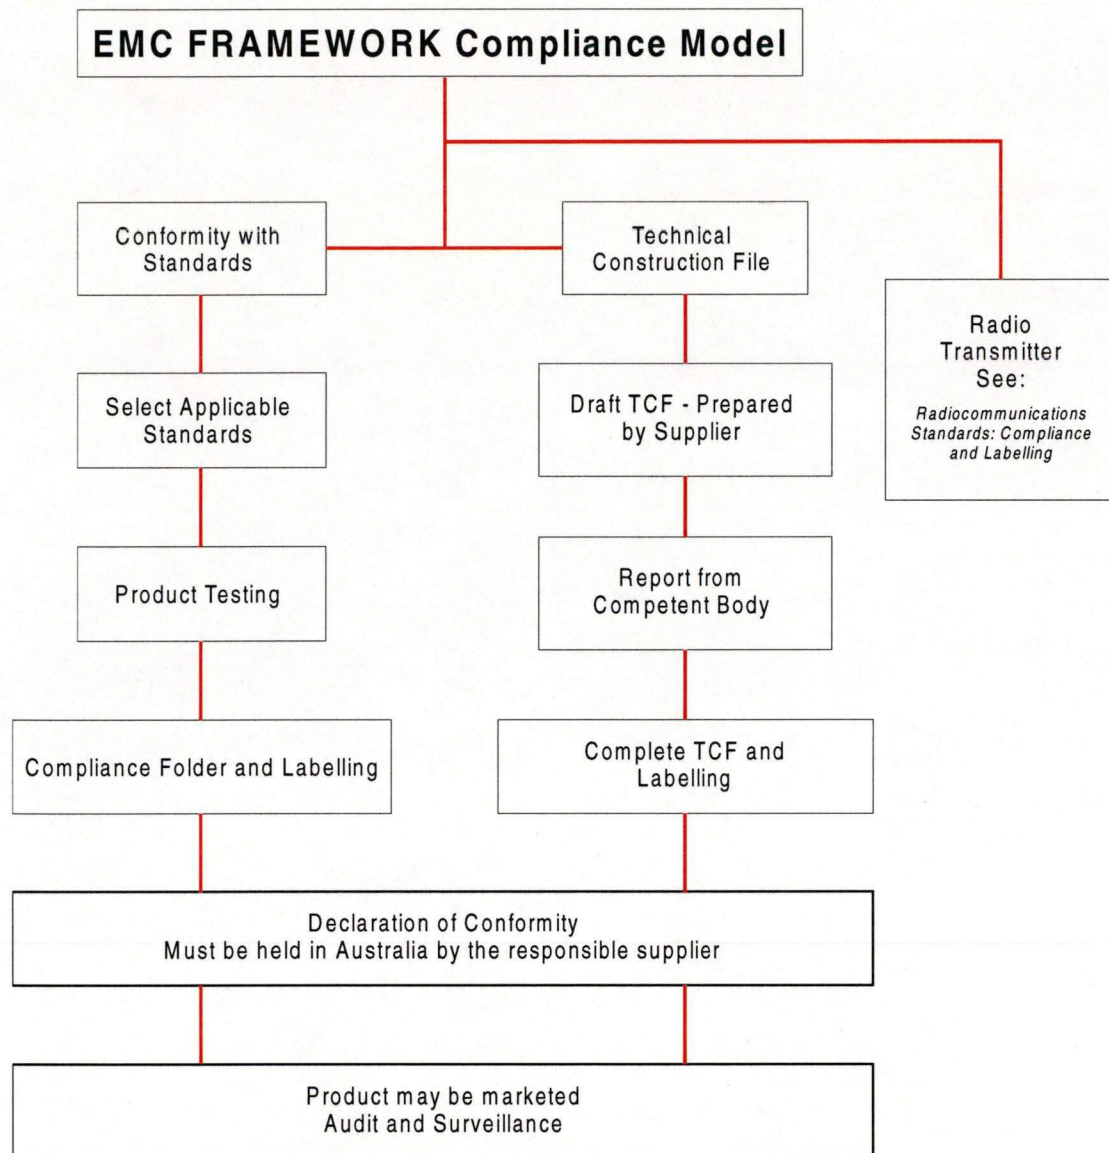 EMC FRAMEWORK Compliance Model
Conformity with
Standards
Technical
Construction File
Radio
Transmitter
See:
Radiocommunications
Standards: Compliance
and Labelling
Select Applicable
Standards
Draft TCF - Prepared
by Supplier
Product Testing
Report from
Competent Body
Compliance Folder and Labelling
Complete TCF and
Labelling
Declaration of Conformity
Must be held in Australia by the responsible supplier
Product may be marketed
Audit and Surveillance